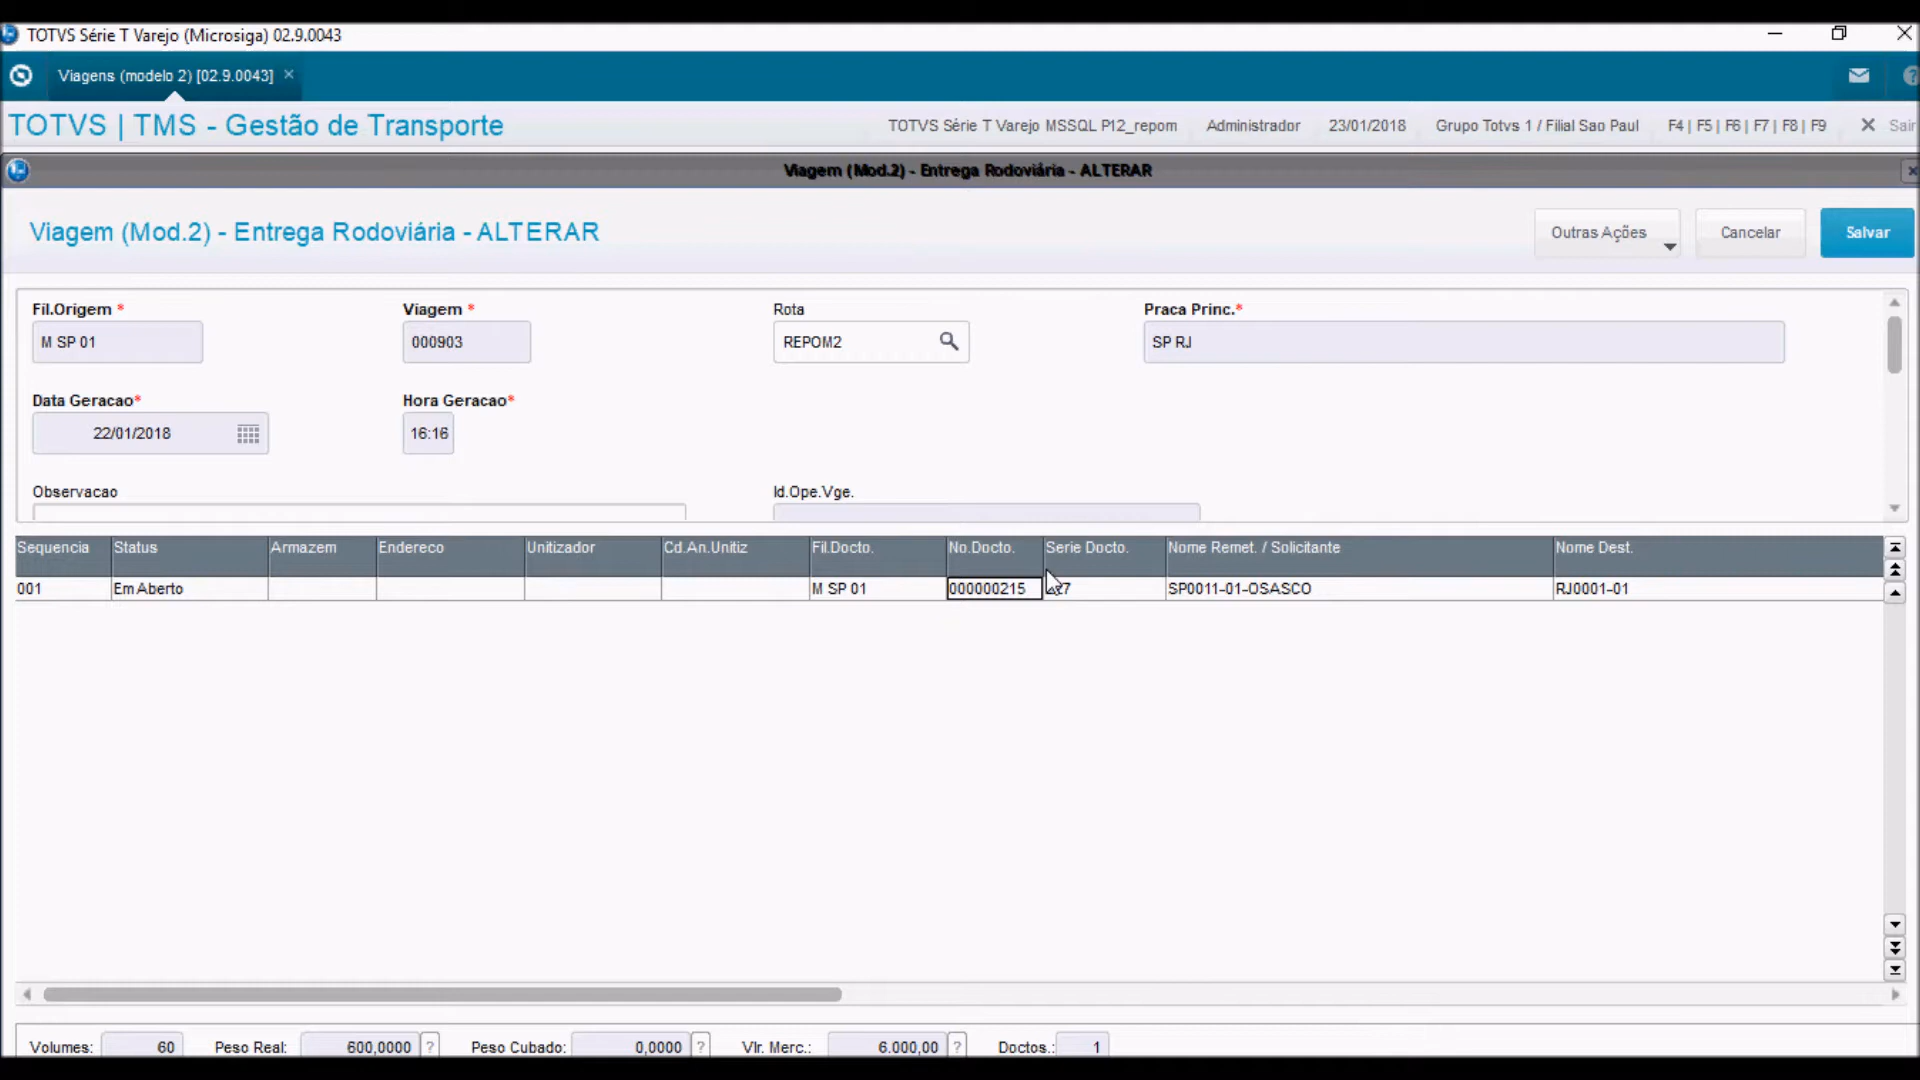 TOTVS Série T Varejo (Microsiga) 02.9.0043
Viagens (modelo 2) [02.9.0043]
TOTVS | TMS - Gestão de Transporte
TOTVS Série T Varejo MSSQL P12_repom Administrador 23/01/2018 Grupo Totvs 1 / Filial Sao Paul F4 | F5 | F6 | F7 | F8 | F9 Sair
Viagem (Mod.2) - Entrega Rodoviária - ALTERAR
Viagem (Mod.2) - Entrega Rodoviária - ALTERAR
Outras Ações Cancelar Salvar
Fil.Origem * Viagem * Rota Praca Princ.*
M SP 01 000903 REPOM2 SP RJ
Data Geracao* Hora Geracao*
22/01/2018 16:16
Observacao Id.Ope.Vge.
Sequencia Status Armazem Endereco Unitizador Cd.An.Unitiz Fil.Docto. No.Docto. Serie Docto. Nome Remet. / Solicitante Nome Dest.
001 Em Aberto M SP 01 000000215 SP0011-01-OSASCO RJ0001-01
Volumes: 60 Peso Real: 600,0000 ? Peso Cubado: 0,0000 ? Vlr. Merc.: 6.000,00 ? Doctos.: 1